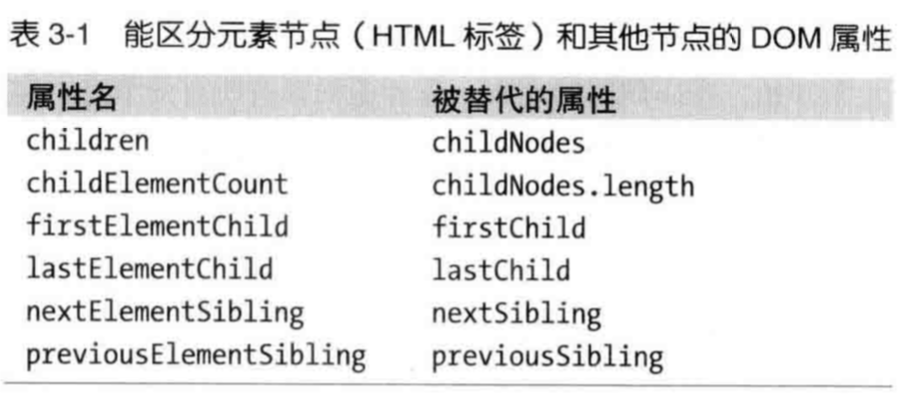 表 3-1 能区分元素节点（HTML 标签）和其他节点的 DOM 属性
属性名 被替代的属性
children childNodes
childElementCount childNodes.length
firstElementChild firstChild
lastElementChild lastChild
nextElementSibling nextSibling
previousElementSibling previousSibling